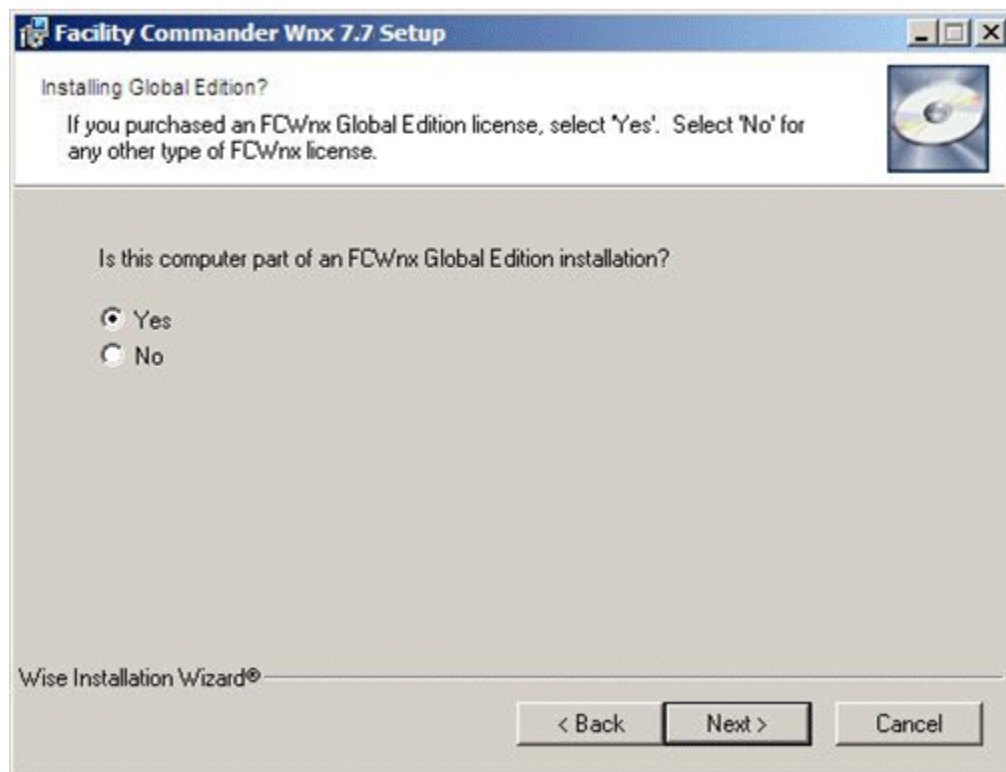 Facility Commander Wnx 7.7 Setup
Installing Global Edition?
If you purchased an FCWnx Global Edition license, select 'Yes'.  Select 'No' for
any other type of FCWnx license.
Is this computer part of an FCWnx Global Edition installation?
Yes
No
Wise Installation Wizard®
< Back
Next >
Cancel